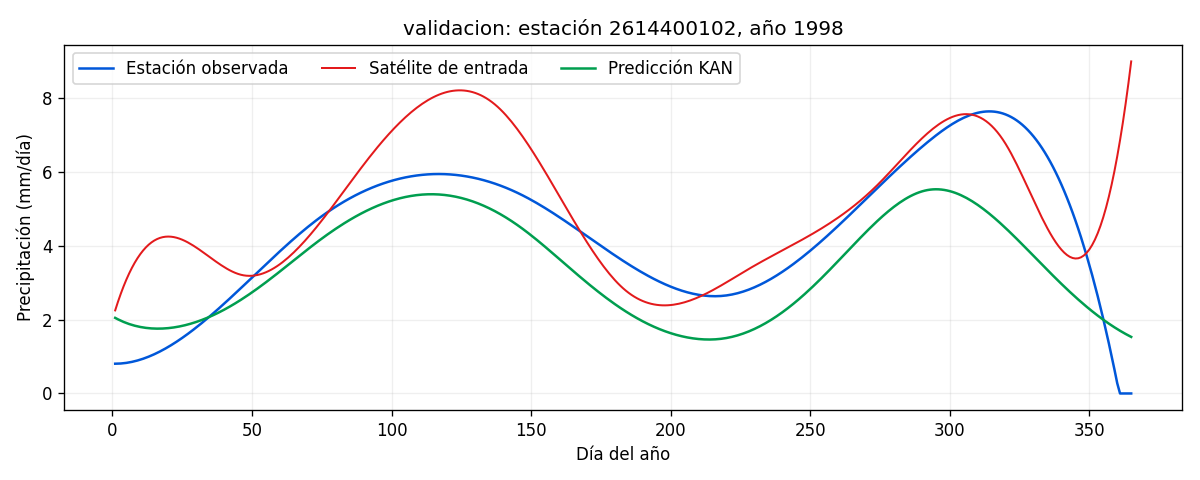 validacion: estación 2614400102, año 1998
Estación observada
Satélite de entrada
Predicción KAN
Precipitación (mm/día)
8
6
4
2
0
0 50 100 150 200 250 300 350
Día del año